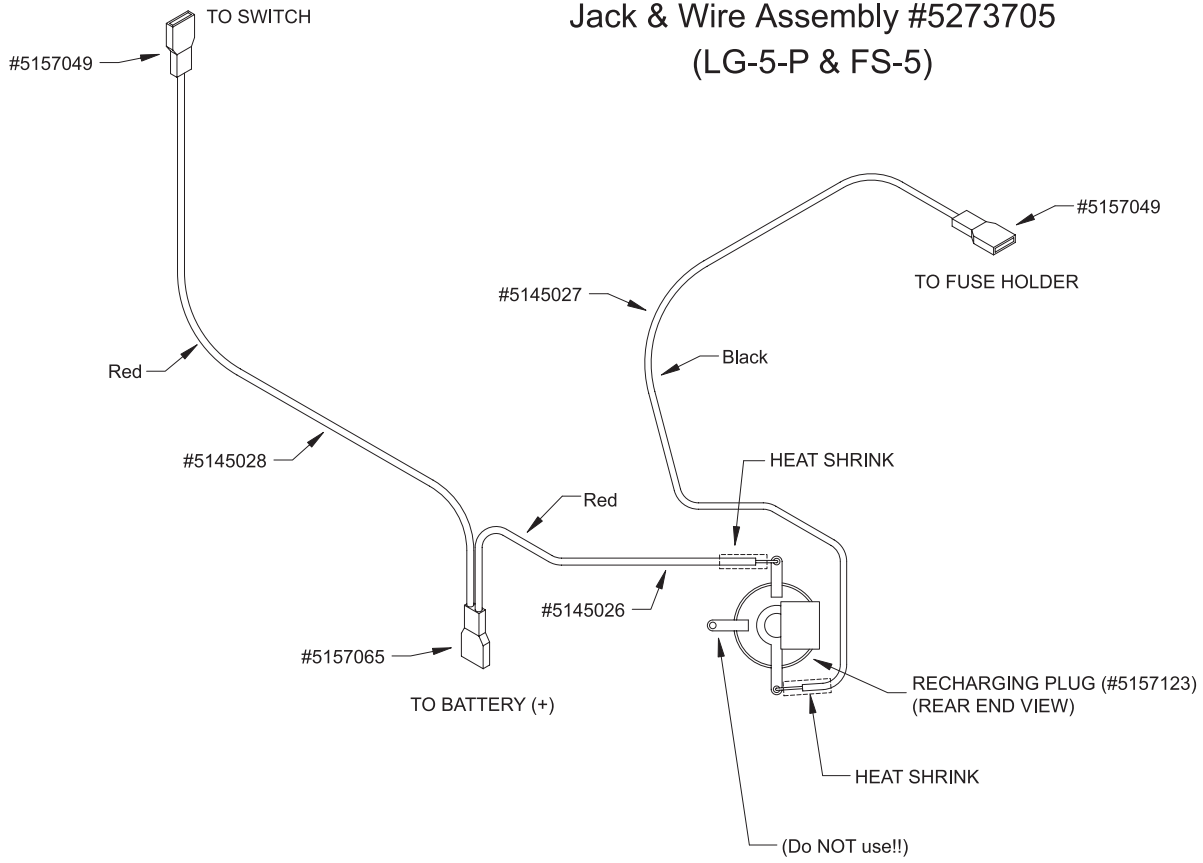 Jack & Wire Assembly #5273705
(LG-5-P & FS-5)
TO SWITCH
#5157049
#5157049
TO FUSE HOLDER
#5145027
Black
Red
#5145028
HEAT SHRINK
Red
#5145026
#5157065
TO BATTERY (+)
RECHARGING PLUG (#5157123)
(REAR END VIEW)
HEAT SHRINK
(Do NOT use!!)